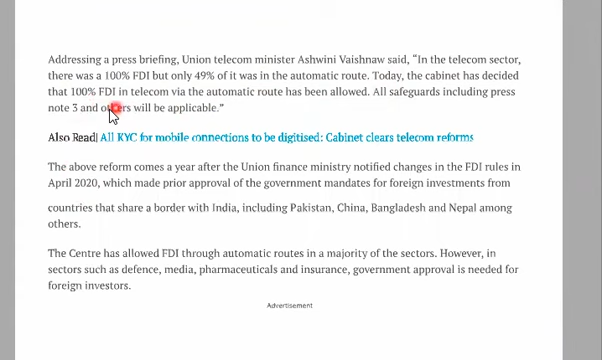 Addressing a press briefing, Union telecom minister Ashwini Vaishnaw said, “In the telecom sector,
there was a 100% FDI but only 49% of it was in the automatic route. Today, the cabinet has decided
that 100% FDI in telecom via the automatic route has been allowed. All safeguards including press
note 3 and others will be applicable.”
Also Read| All KYC for mobile connections to be digitised: Cabinet clears telecom reforms
The above reform comes a year after the Union finance ministry notified changes in the FDI rules in
April 2020, which made prior approval of the government mandates for foreign investments from
countries that share a border with India, including Pakistan, China, Bangladesh and Nepal among
others.
The Centre has allowed FDI through automatic routes in a majority of the sectors. However, in
sectors such as defence, media, pharmaceuticals and insurance, government approval is needed for
foreign investors.
Advertisement